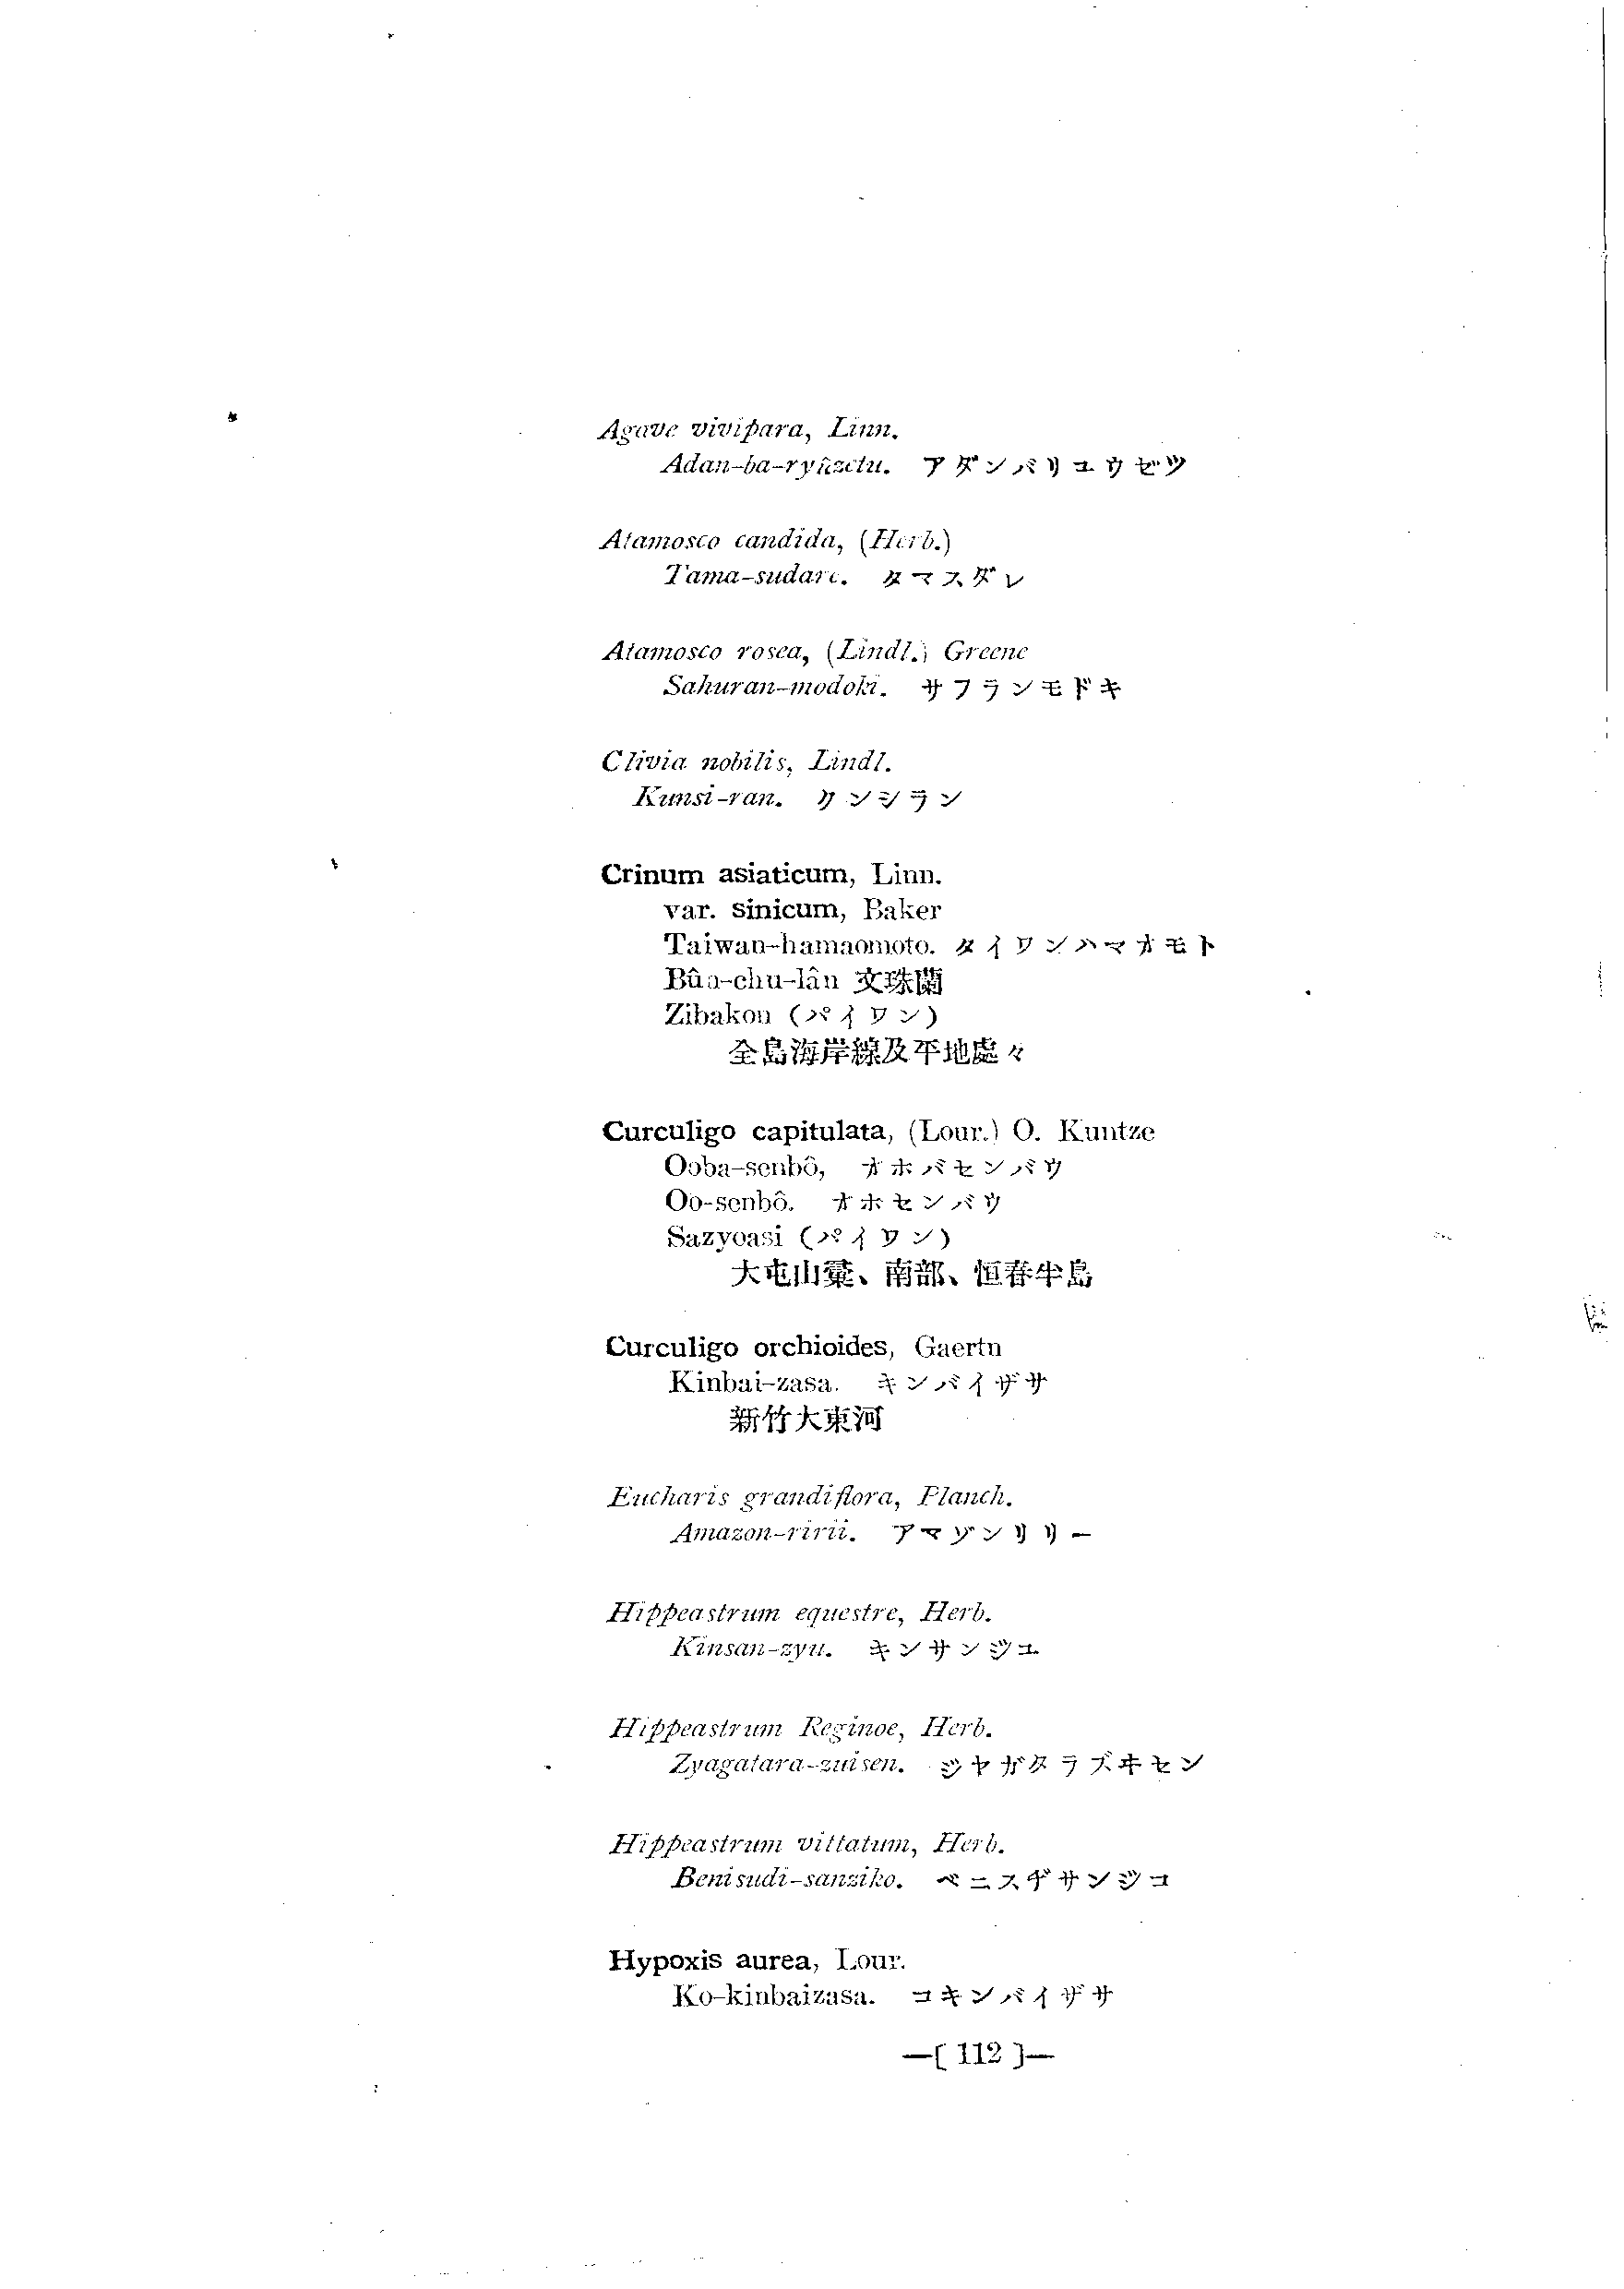 Agave vivipara, Linn.
Adan-ba-ryûzetu. アダンバリュウゼツ
Atamosco candida, (Herb.)
Tama-sudare. タマスダレ
Atamosco rosea, (Lindl.) Greene
Sahuran-modoki. サフランモドキ
Clivia nobilis, Lindl.
Kunsi-ran. クンシラン
Crinum asiaticum, Linn.
var. sinicum, Baker
Taiwan-hamaomoto. タイワンハマオモト
Bûn-chu-lân 文珠蘭
Zibakon (パイワン)
全島海岸線及平地處々
Curculigo capitulata, (Lour.) O. Kuntze
Ooba-senbô, オホバセンバウ
Oo-senbô. オホセンバウ
Sazyoasi (パイワン)
大屯山彙、南部、恒春半島
Curculigo orchioides, Gaertn
Kinbai-zasa. キンバイザサ
新竹大東河
Eucharis grandiflora, Planch.
Amazon-ririi. アマゾンリリー
Hippeastrum equestre, Herb.
Kinsan-zyu. キンサンジユ
Hippeastrum Reginoe, Herb.
Zyagatara-zuisen. ジヤガタラズヰセン
Hippeastrum vittatum, Herb.
Benisudi-sanziko. ベニスヂサンジコ
Hypoxis aurea, Lour.
Ko-kinbaizasa. コキンバイザサ
—( 112 )—